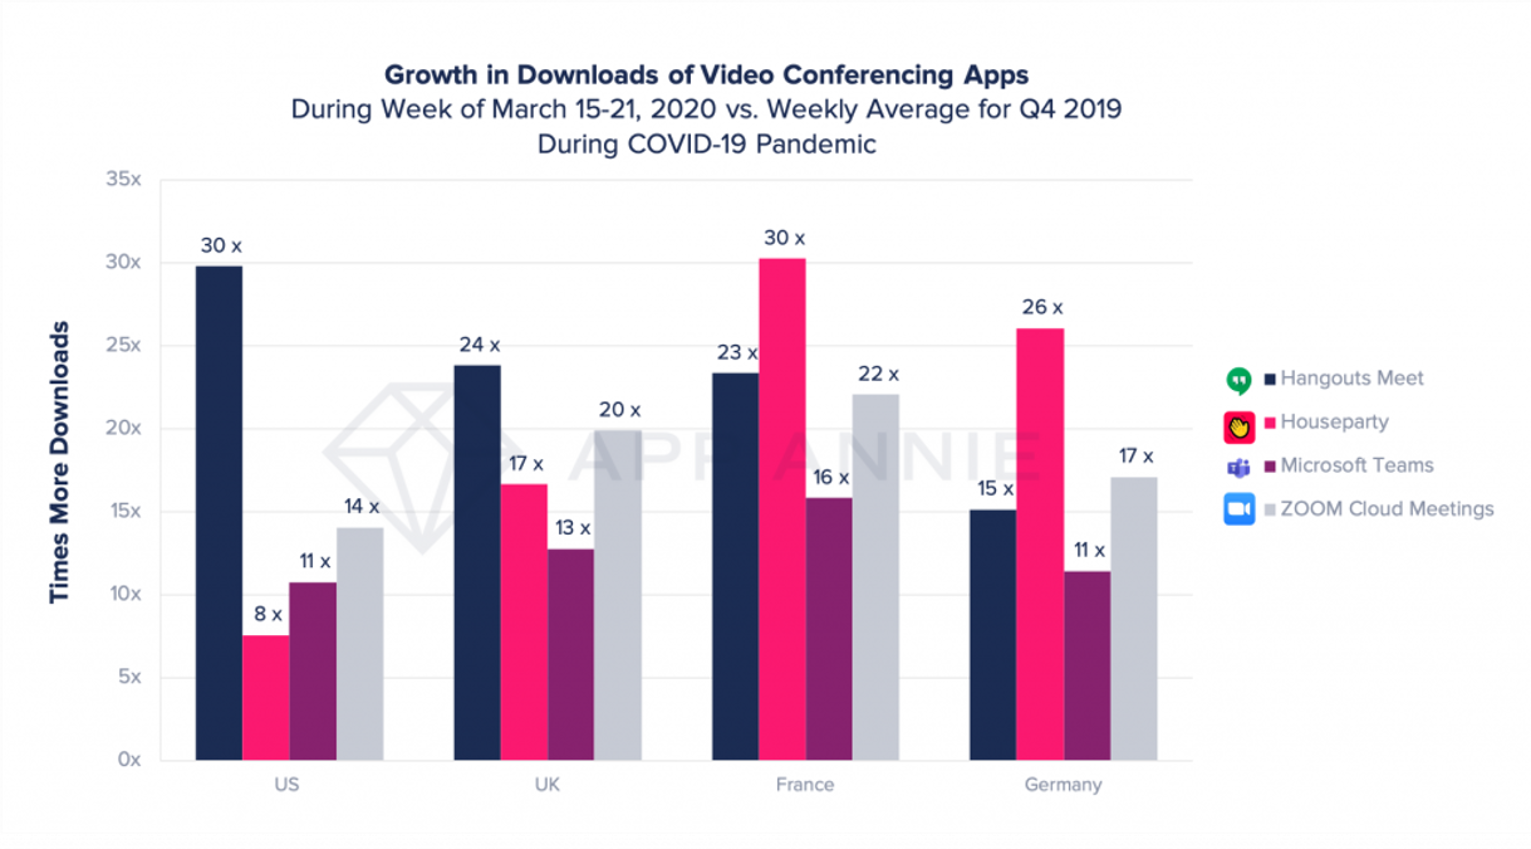 Growth in Downloads of Video Conferencing Apps
During Week of March 15-21, 2020 vs. Weekly Average for Q4 2019
During COVID-19 Pandemic
Times More Downloads
35x
30x
25x
20x
15x
10x
5x
0x
30 x
8 x
11 x
14 x
24 x
17 x
13 x
20 x
23 x
30 x
16 x
22 x
15 x
26 x
11 x
17 x
APP ANNIE
US
UK
France
Germany
Hangouts Meet
Houseparty
Microsoft Teams
ZOOM Cloud Meetings